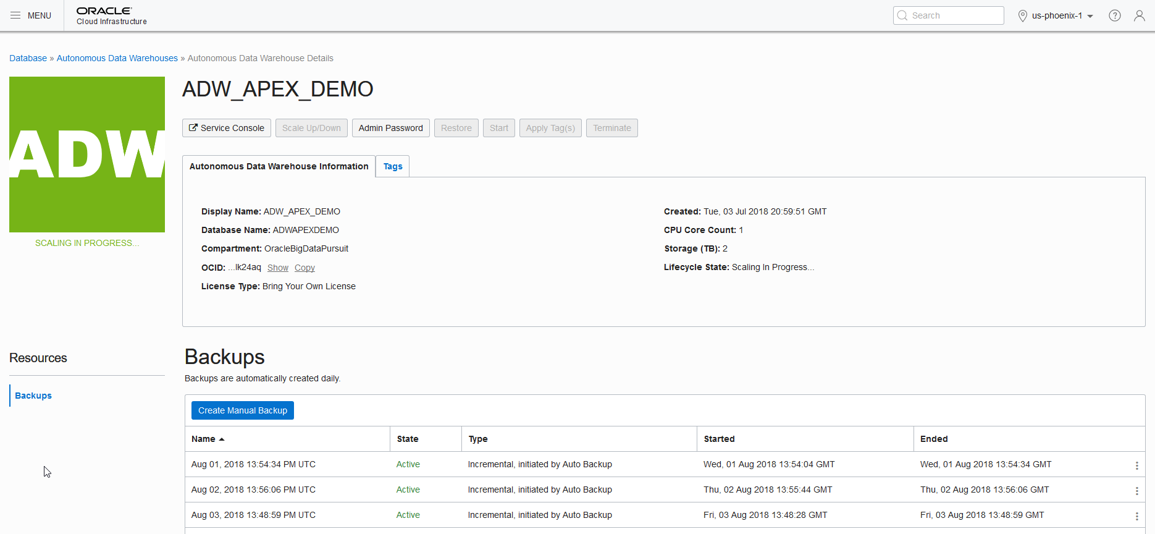 MENU
ORACLE
Cloud Infrastructure
Search
us-phoenix-1
?
Database » Autonomous Data Warehouses » Autonomous Data Warehouse Details
ADW
SCALING IN PROGRESS...
ADW_APEX_DEMO
Service Console
Scale Up/Down
Admin Password
Restore
Start
Apply Tag(s)
Terminate
Autonomous Data Warehouse Information
Tags
Display Name: ADW_APEX_DEMO
Database Name: ADWAPEXDEMO
Compartment: OracleBigDataPursuit
OCID: ...lk24aq Show Copy
License Type: Bring Your Own License
Created: Tue, 03 Jul 2018 20:59:51 GMT
CPU Core Count: 1
Storage (TB): 2
Lifecycle State: Scaling In Progress...
Resources
Backups
Backups
Backups are automatically created daily.
Create Manual Backup
Name State Type Started Ended
Aug 01, 2018 13:54:34 PM UTC Active Incremental, initiated by Auto Backup Wed, 01 Aug 2018 13:54:04 GMT Wed, 01 Aug 2018 13:54:34 GMT
Aug 02, 2018 13:56:06 PM UTC Active Incremental, initiated by Auto Backup Thu, 02 Aug 2018 13:55:44 GMT Thu, 02 Aug 2018 13:56:06 GMT
Aug 03, 2018 13:48:59 PM UTC Active Incremental, initiated by Auto Backup Fri, 03 Aug 2018 13:48:28 GMT Fri, 03 Aug 2018 13:48:59 GMT